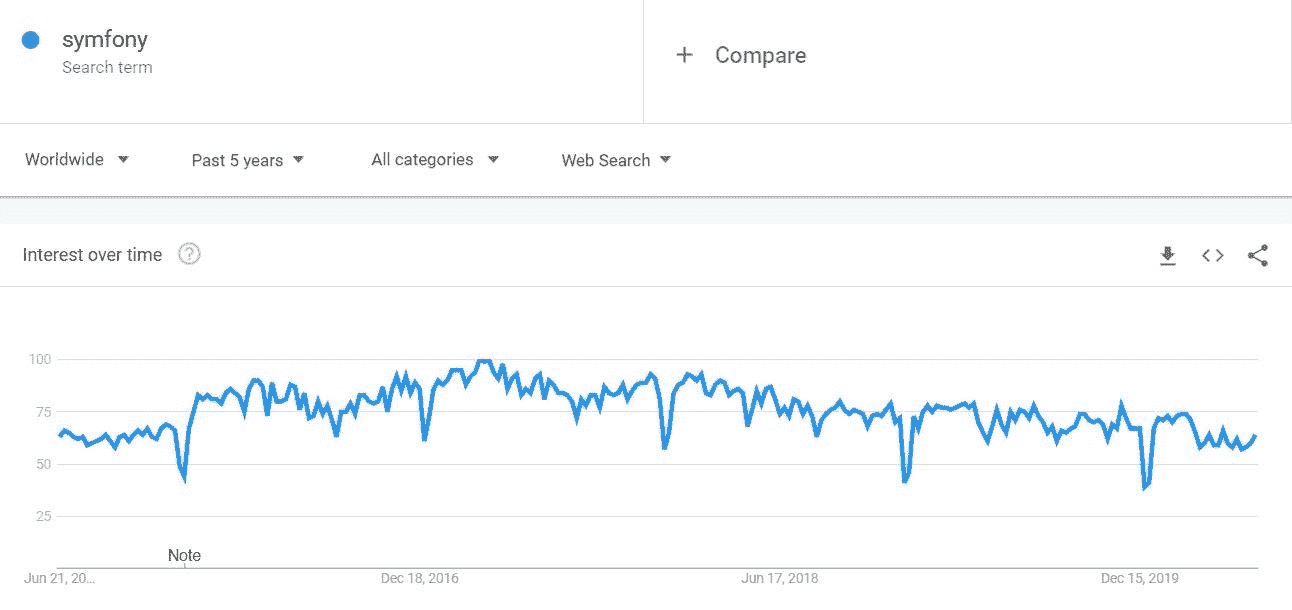 symfony
Search term
+ Compare
Worldwide
Past 5 years
All categories
Web Search
Interest over time ?
100
75
50
25
Note
Jun 21, 20...
Dec 18, 2016
Jun 17, 2018
Dec 15, 2019